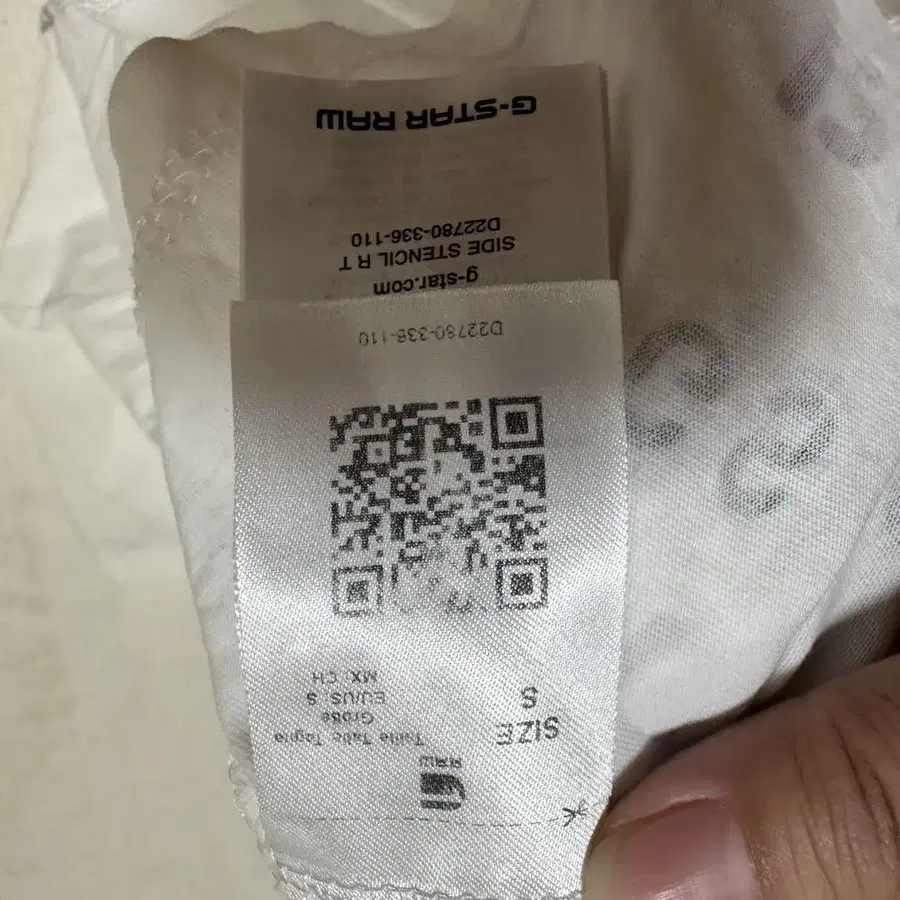 RAW
SIZE
S
Taille Talla Taglia
Größe
EU/US: S
MX: CH
D22780-336-110
g-star.com
SIDE STENCIL R T
D22780-336-110
G-STAR RAW